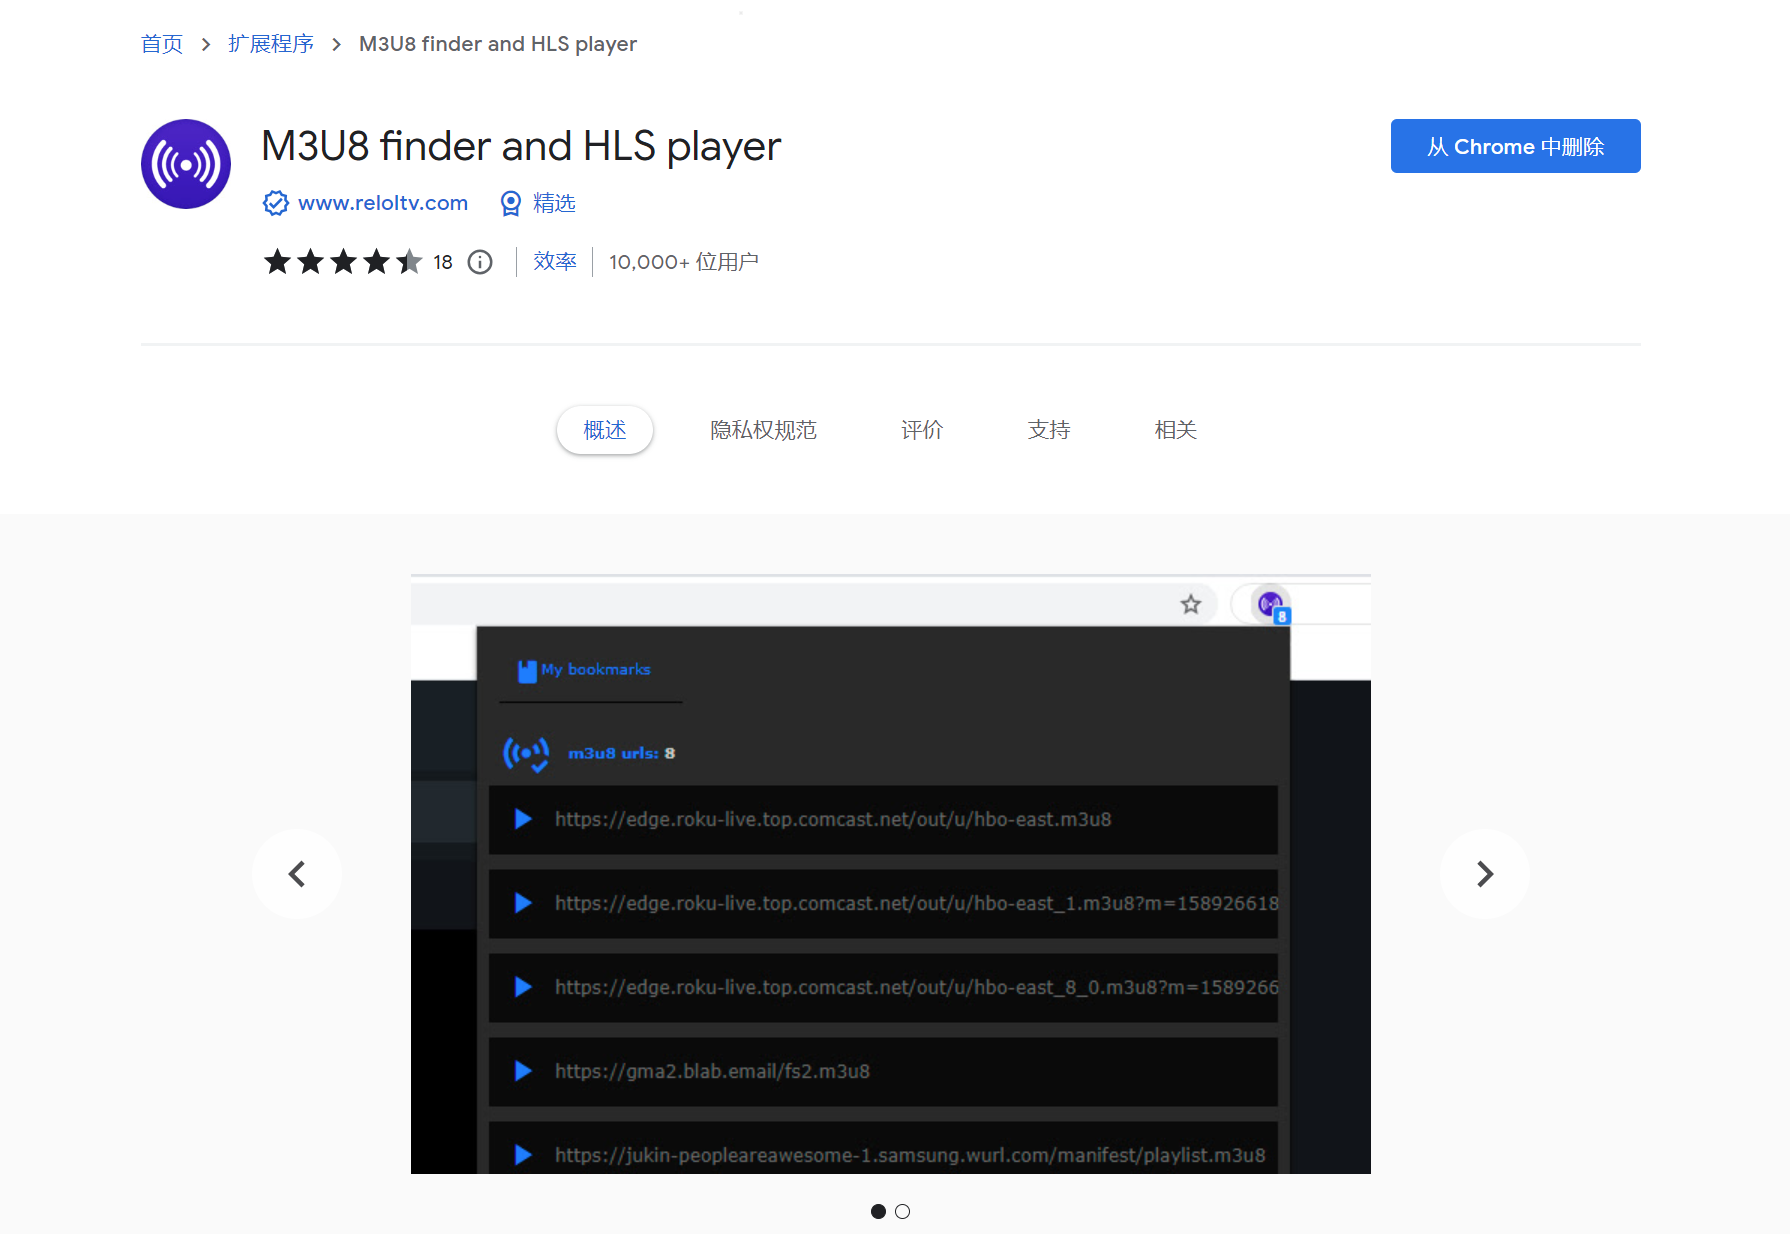 首页 > 扩展程序 > M3U8 finder and HLS player
M3U8 finder and HLS player
从 Chrome 中删除
www.reloltv.com 精选
18 效率 10,000+ 位用户
概述 隐私权规范 评价 支持 相关
8
My bookmarks
m3u8 urls: 8
https://edge.roku-live.top.comcast.net/out/u/hbo-east.m3u8
https://edge.roku-live.top.comcast.net/out/u/hbo-east_1.m3u8?m=158926618
https://edge.roku-live.top.comcast.net/out/u/hbo-east_8_0.m3u8?m=1589266
https://gma2.blab.email/fs2.m3u8
https://jukin-peopleareawesome-1.samsung.wurl.com/manifest/playlist.m3u8